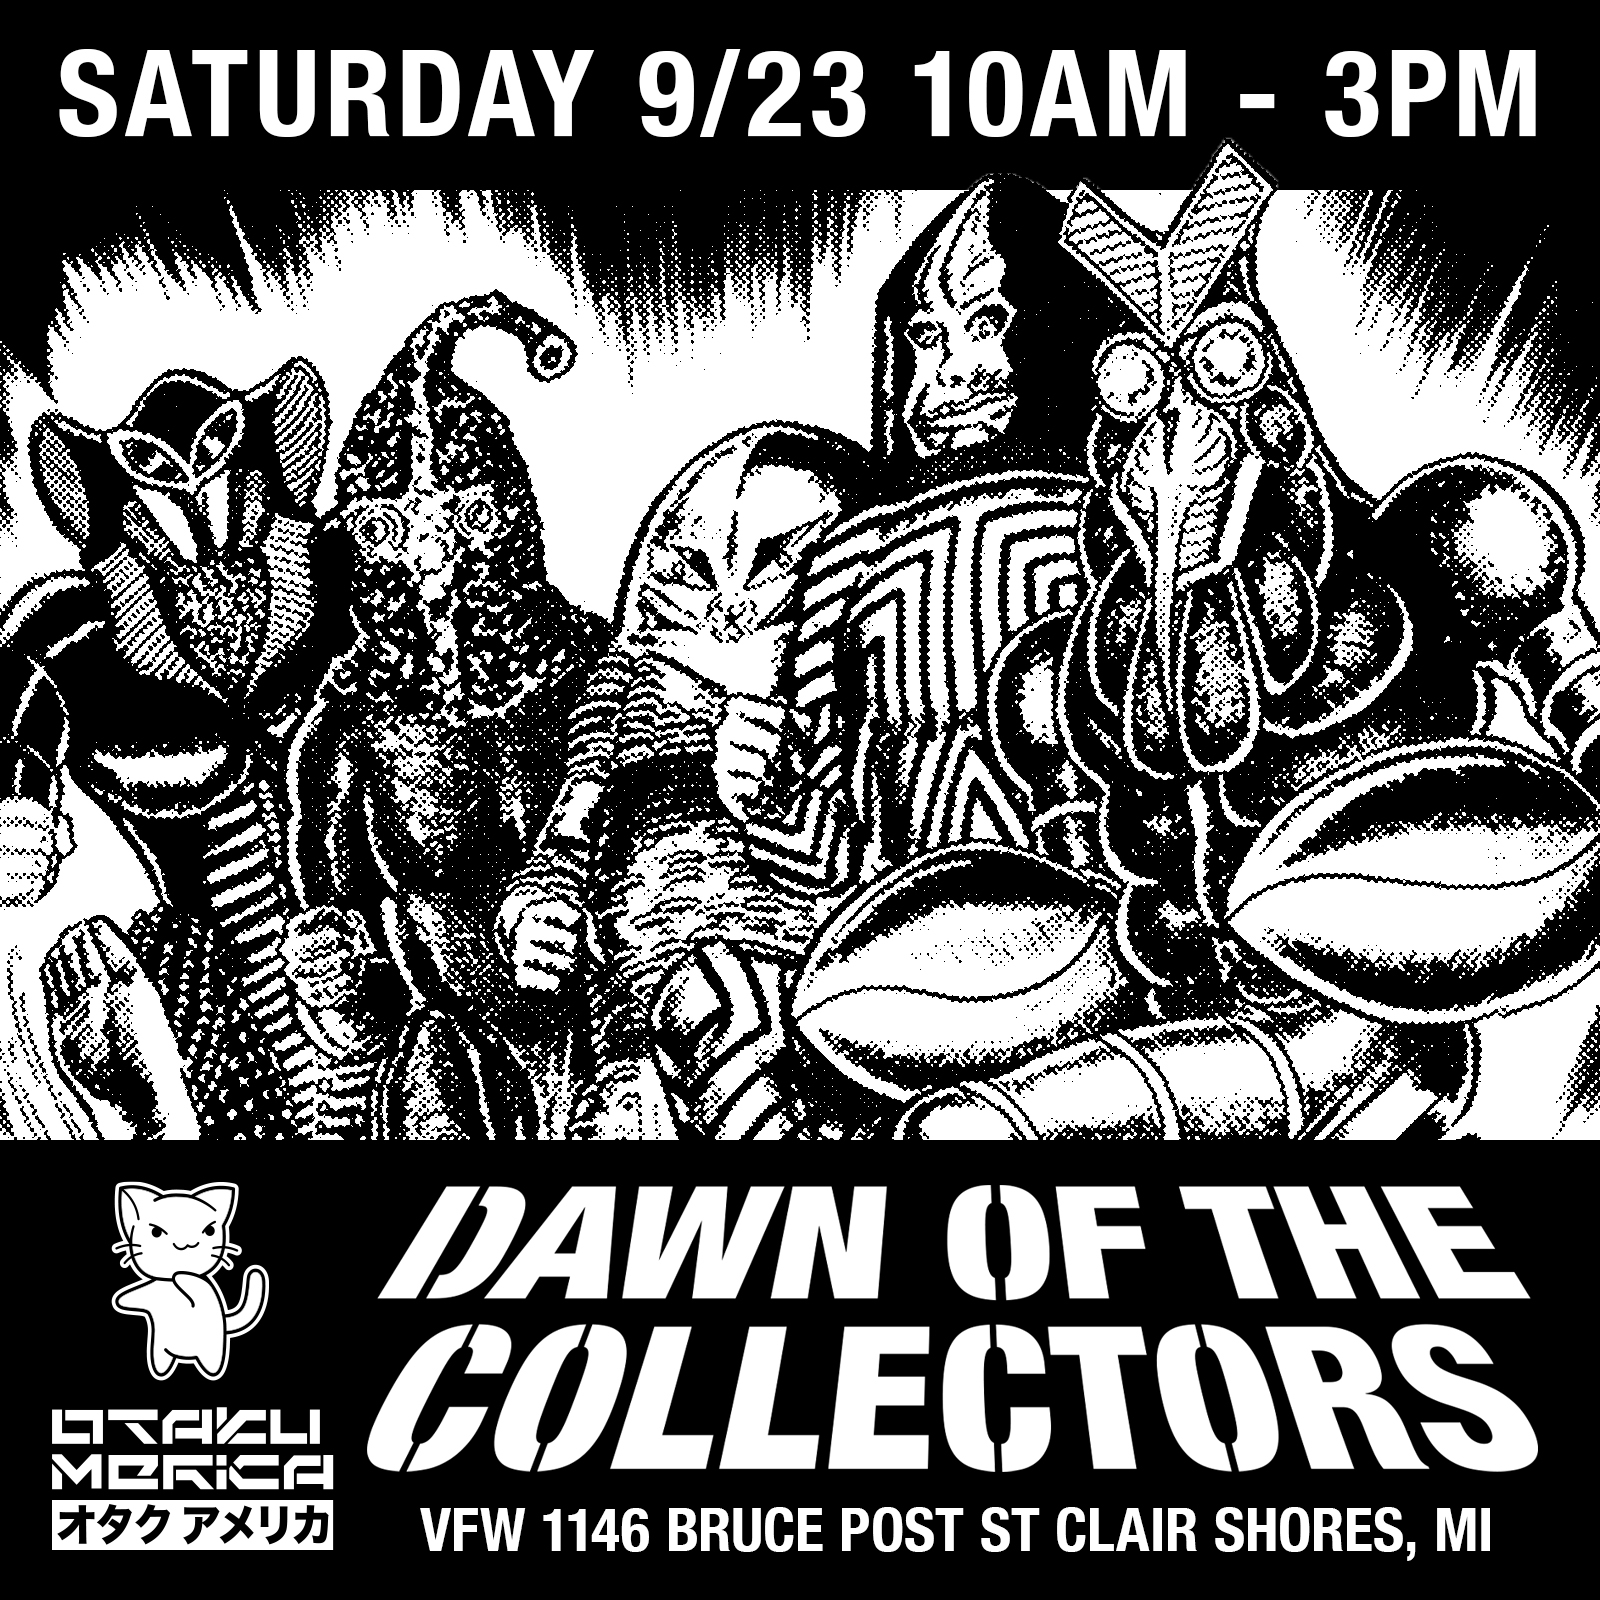 SATURDAY 9/23 10AM - 3PM
DAWN OF THE
COLLECTORS
OTAKU
MERICA
オタク アメリカ
VFW 1146 BRUCE POST ST CLAIR SHORES, MI